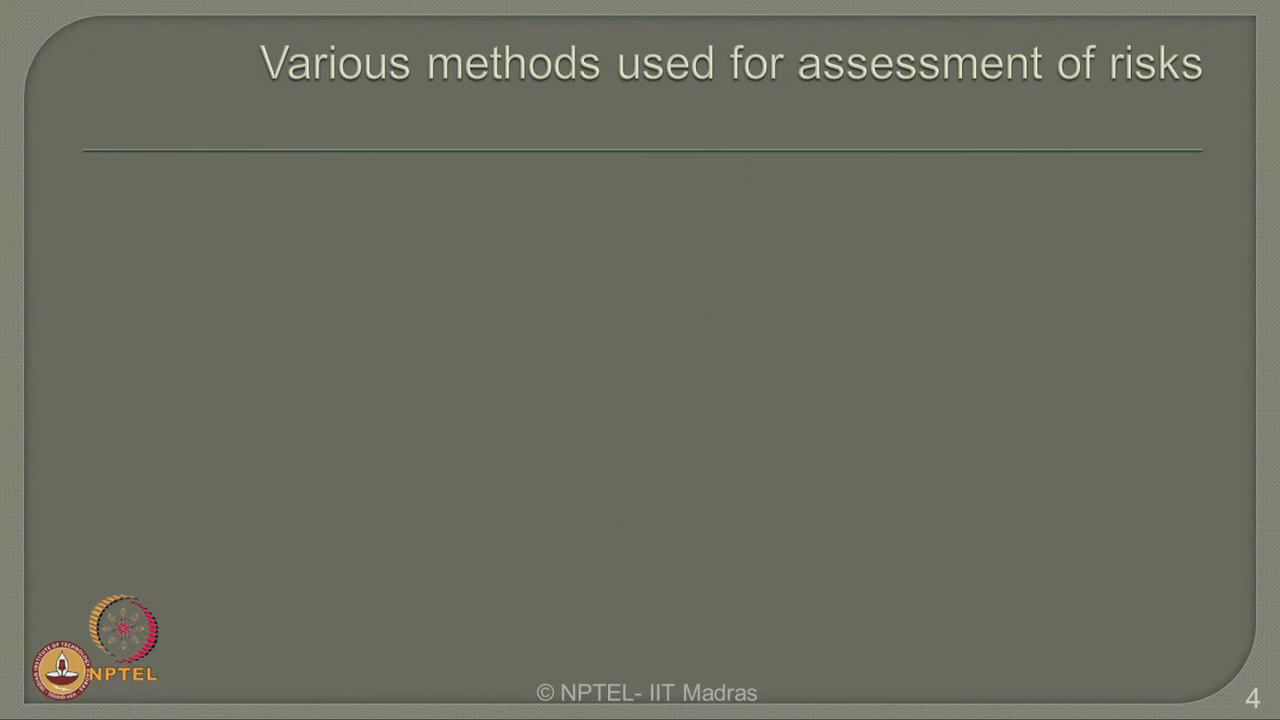 Various methods used for assessment of risks
NPTEL
© NPTEL- IIT Madras
4